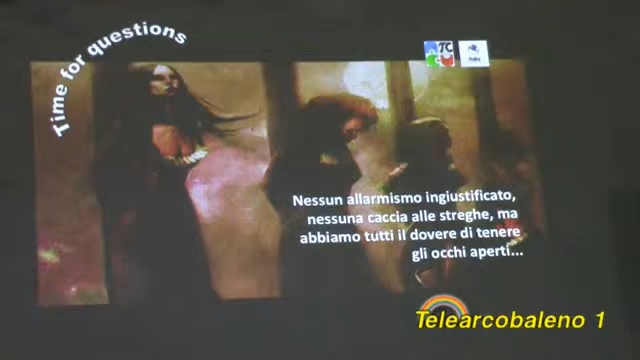 Time for questions
TC
Nessun allarmismo ingiustificato,
nessuna caccia alle streghe, ma
abbiamo tutti il dovere di tenere
gli occhi aperti...
Telearcobaleno 1